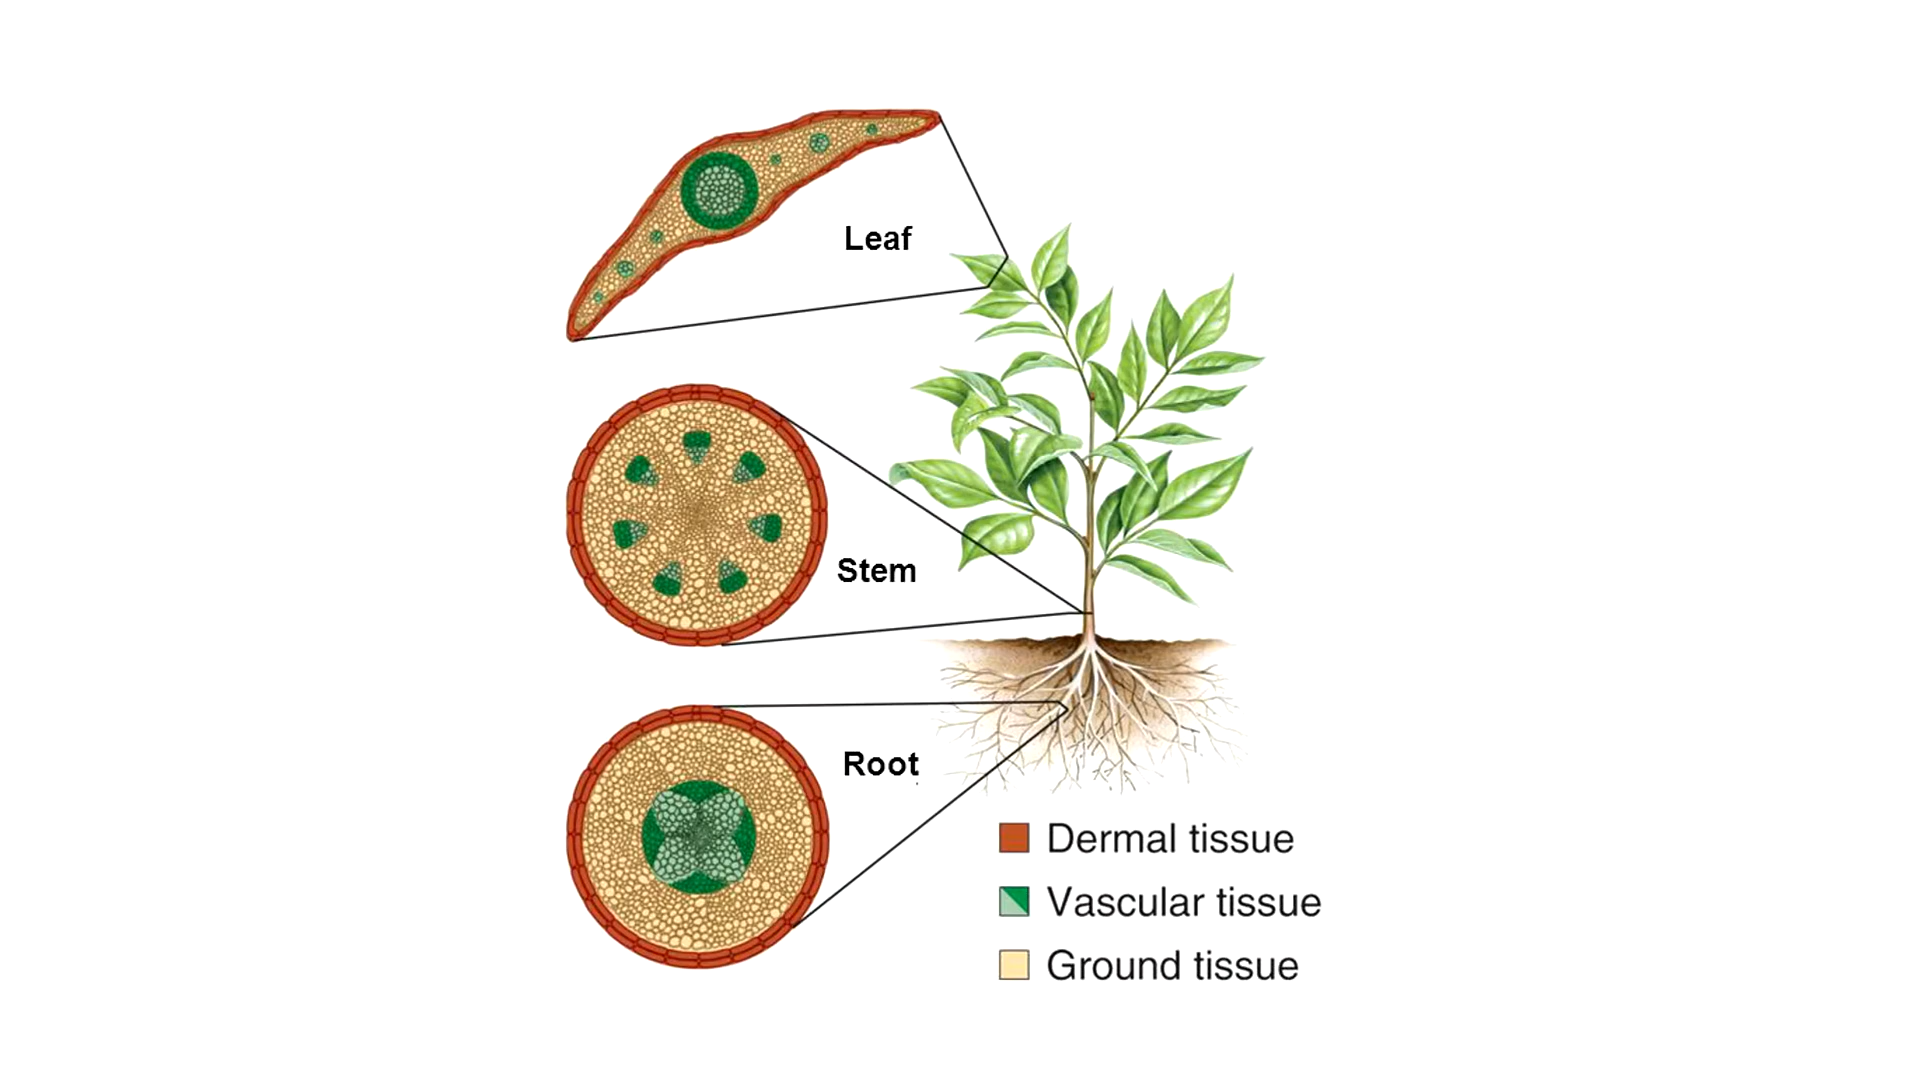 Leaf
Stem
Root
Dermal tissue
Vascular tissue
Ground tissue